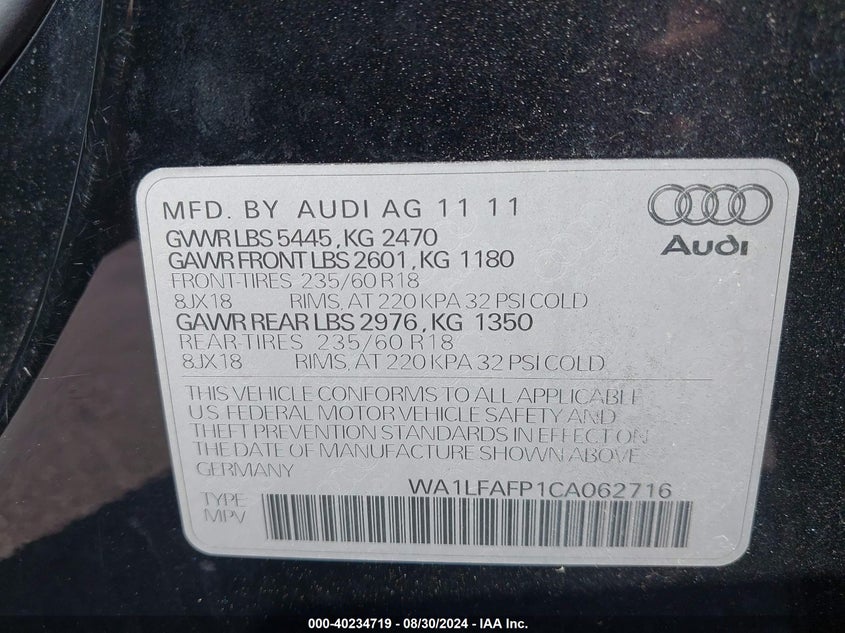 MFD. BY AUDI AG 11 11
GVWR LBS 5445, KG 2470
GAWR FRONT LBS 2601, KG 1180
FRONT-TIRES 235/60 R18
8JX18 RIMS, AT 220 KPA 32 PSI COLD
GAWR REAR LBS 2976, KG 1350
REAR-TIRES 235/60 R18
8JX18 RIMS, AT 220 KPA 32 PSI COLD
Audi
THIS VEHICLE CONFORMS TO ALL APPLICABLE
U.S. FEDERAL MOTOR VEHICLE SAFETY AND
THEFT PREVENTION STANDARDS IN EFFECT ON
THE DATE OF MANUFACTURE SHOWN ABOVE
GERMANY
WA1LFAFP1CA062716
TYPE
MPV
000-40234719 - 08/30/2024 - IAA Inc.